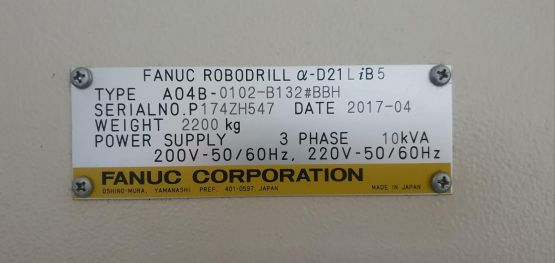 FANUC ROBODRILL α-D21LiB5
TYPE A04B-0102-B132#BBH
SERIALNO.P174ZH547 DATE 2017-04
WEIGHT 2200 kg
POWER SUPPLY 3 PHASE 10kVA
200V-50/60Hz, 220V-50/60Hz
FANUC CORPORATION
OSHINO-MURA, YAMANASHI PREF. 401-0597, JAPAN MADE IN JAPAN